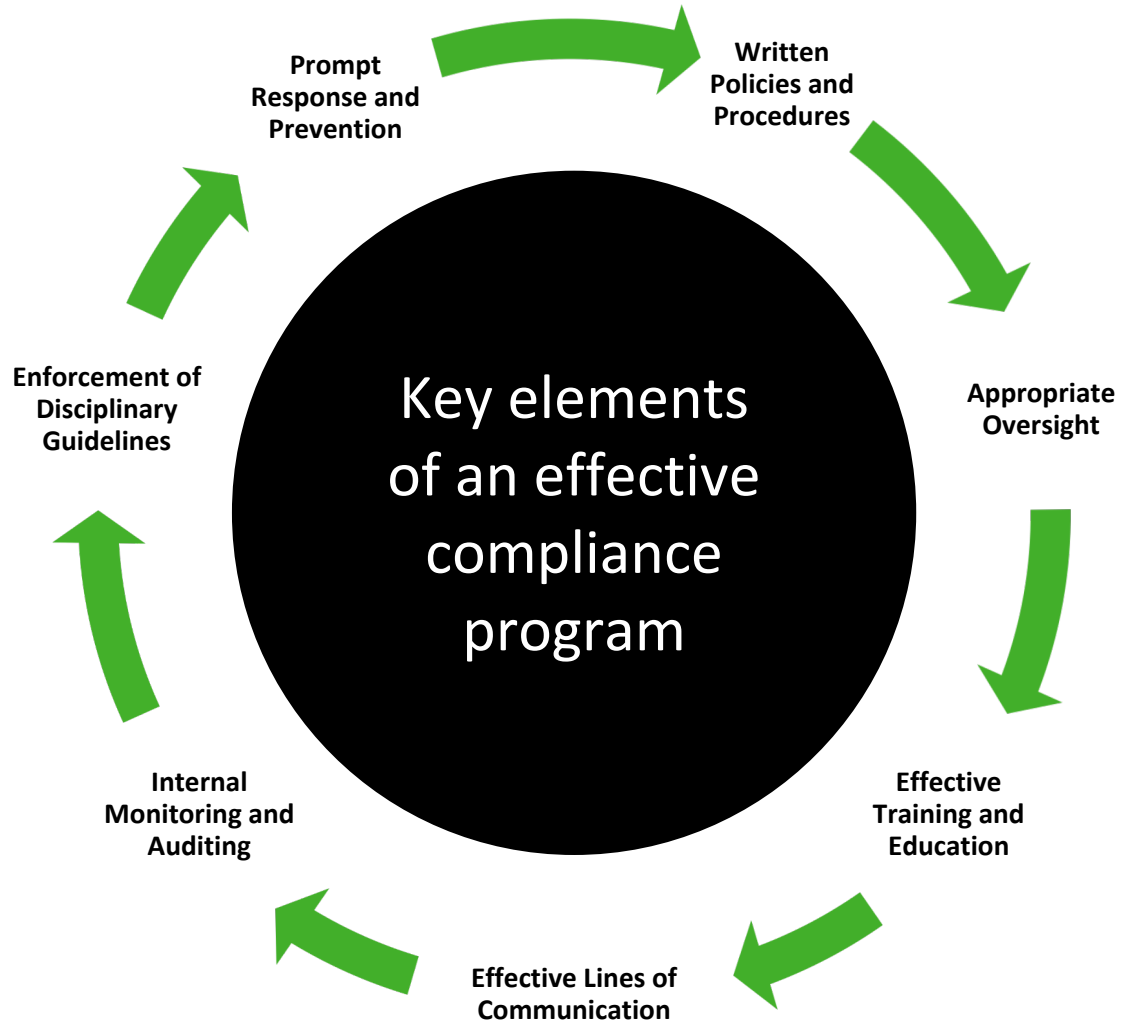 Key elements
of an effective
compliance
program
Written
Policies and
Procedures
Appropriate
Oversight
Effective
Training and
Education
Effective Lines of
Communication
Internal
Monitoring and
Auditing
Enforcement of
Disciplinary
Guidelines
Prompt
Response and
Prevention